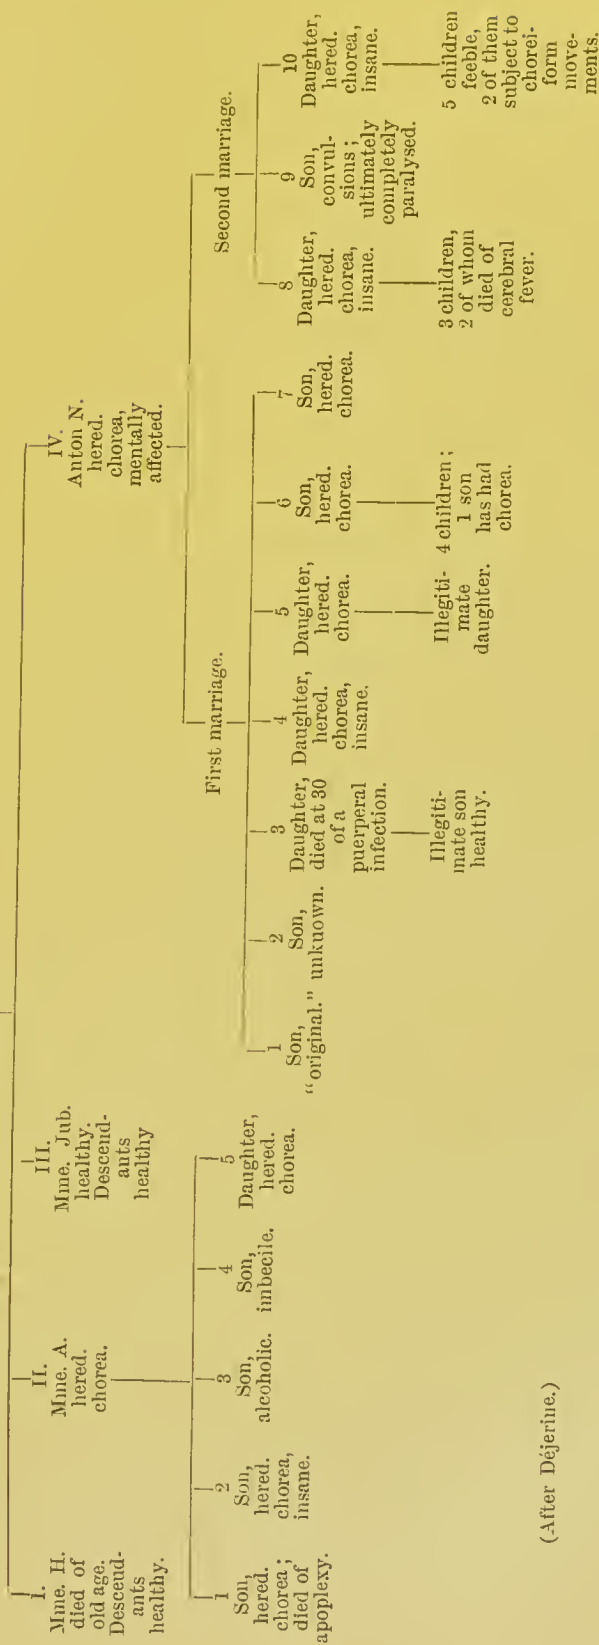 I.
Mme. H.
died of
old age.
Descend-
ants
healthy.
II.
Mme. A.
hered.
chorea.
III.
Mme. Jub.
healthy.
Descend-
ants
healthy
IV.
Anton N.
hered.
chorea,
mentally
affected.
1
Son,
hered.
chorea;
died of
apoplexy.
2
Son,
hered.
chorea,
insane.
3
Son,
alcoholic.
4
Son,
imbecile.
5
Daughter,
hered.
chorea.
First marriage.
Second marriage.
1
Son,
"original."
2
Son,
unknown.
3
Daughter,
died at 30
of a
puerperal
infection.
Illegiti-
mate son
healthy.
4
Daughter,
hered.
chorea,
insane.
5
Daughter,
hered.
chorea.
Illegiti-
mate
daughter.
6
Son,
hered.
chorea.
4 children;
1 son
has had
chorea.
7
Son,
hered.
chorea.
8
Daughter,
hered.
chorea,
insane.
3 children,
2 of whom
died of
cerebral
fever.
9
Son,
convul-
sions;
ultimately
completely
paralysed.
10
Daughter,
hered.
chorea,
insane.
5 children
feeble,
2 of them
subject to
chorei-
form
move-
ments.
(After Déjerine.)